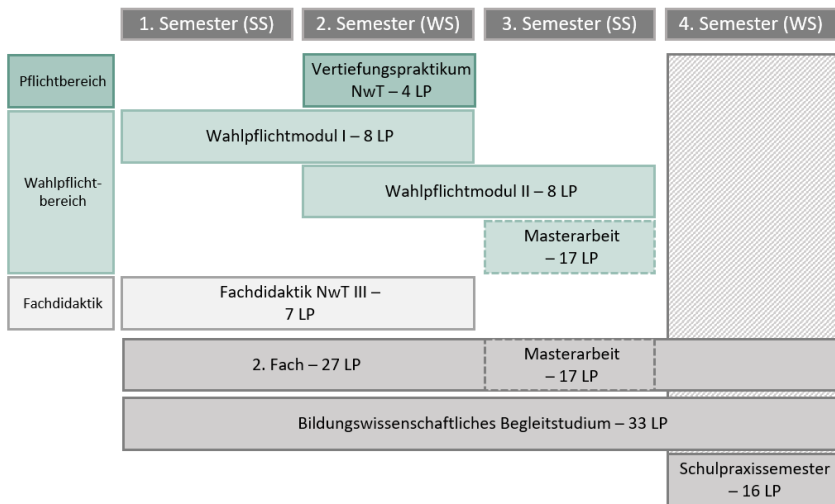 1. Semester (SS)
2. Semester (WS)
3. Semester (SS)
4. Semester (WS)
Pflichtbereich
Vertiefungspraktikum
NwT – 4 LP
Wahlpflicht-
bereich
Wahlpflichtmodul I – 8 LP
Wahlpflichtmodul II – 8 LP
Masterarbeit
– 17 LP
Fachdidaktik
Fachdidaktik NwT III –
7 LP
2. Fach – 27 LP
Masterarbeit
– 17 LP
Bildungswissenschaftliches Begleitstudium – 33 LP
Schulpraxissemester
– 16 LP